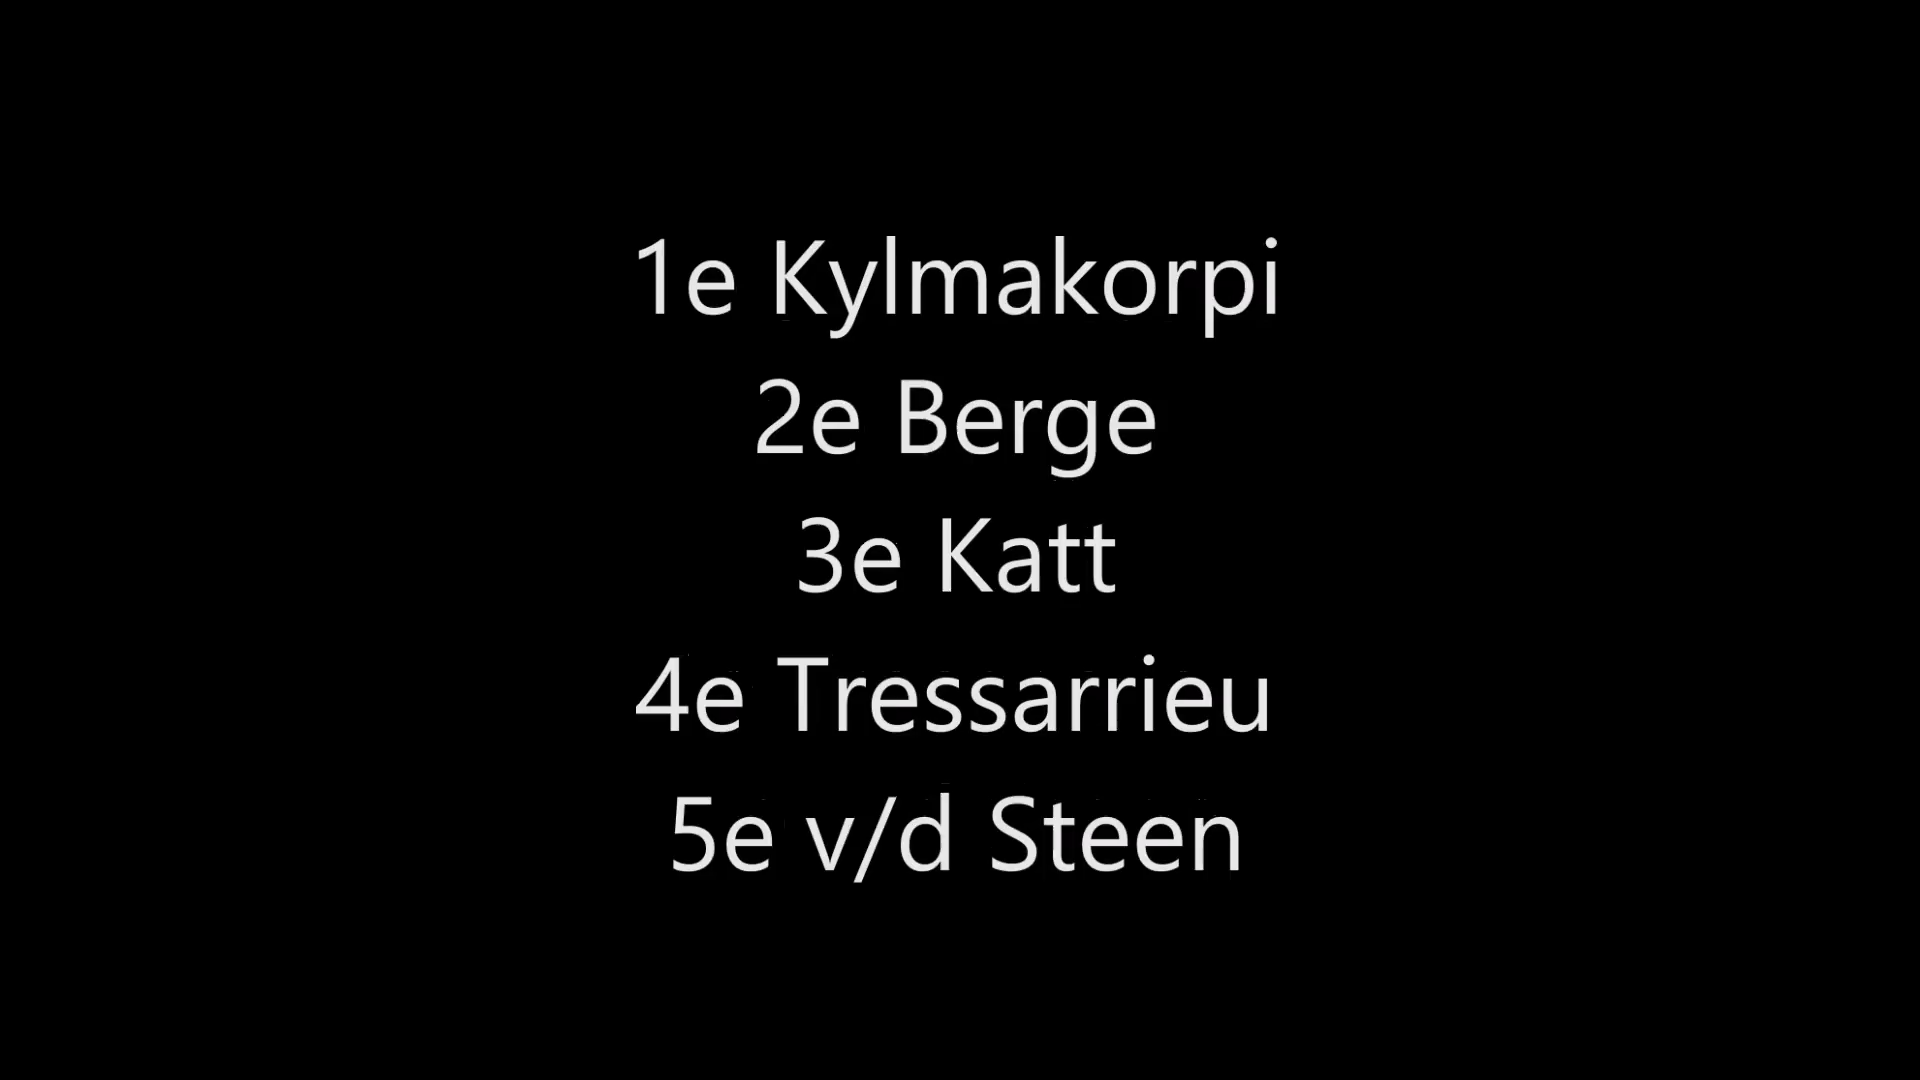 1e Kylmakorpi
2e Berge
3e Katt
4e Tressarrieu
5e v/d Steen